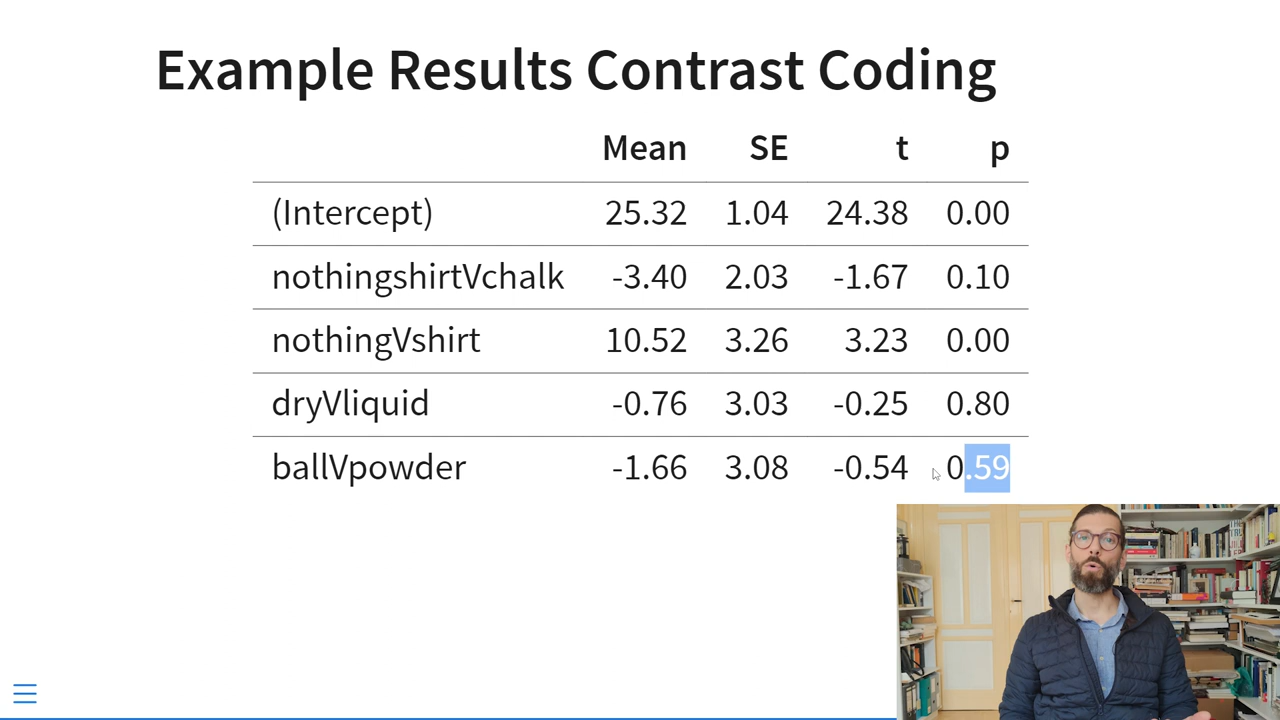 Example Results Contrast Coding
Mean SE t p
(Intercept) 25.32 1.04 24.38 0.00
nothingshirtVchalk -3.40 2.03 -1.67 0.10
nothingVshirt 10.52 3.26 3.23 0.00
dryVliquid -0.76 3.03 -0.25 0.80
ballVpowder -1.66 3.08 -0.54 0.59